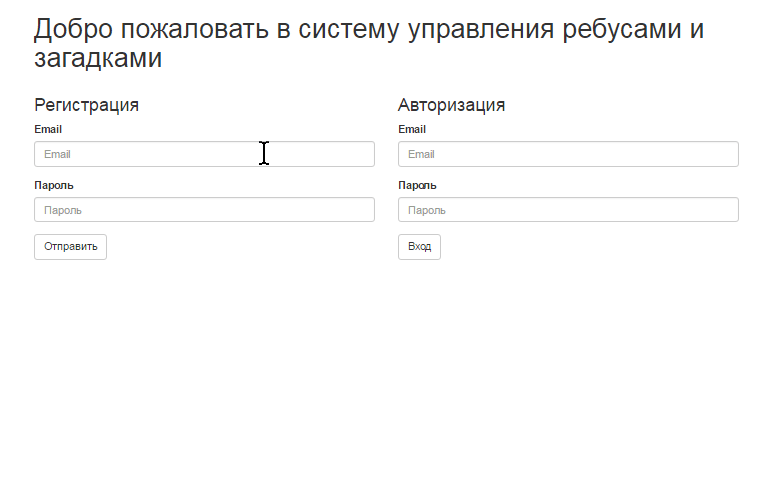 Добро пожаловать в систему управления ребусами и
загадками
Регистрация
Email
Email
Пароль
Пароль
Отправить
Авторизация
Email
Email
Пароль
Пароль
Вход